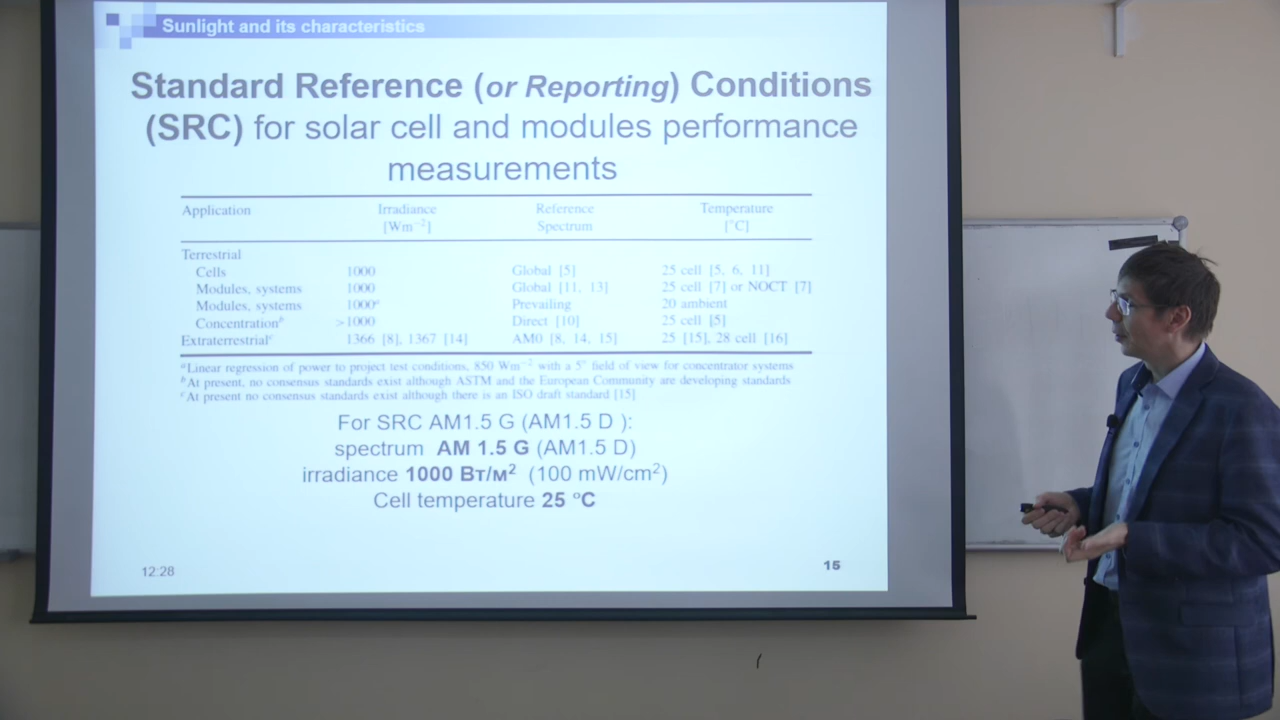 Sunlight and its characteristics
Standard Reference (or Reporting) Conditions
(SRC) for solar cell and modules performance
measurements
Application Irradiance Reference Temperature
[Wm⁻²] Spectrum [°C]
Terrestrial
Cells 1000 Global [5] 25 cell [5, 6, 11]
Modules, systems 1000 Global [11, 13] 25 cell [7] or NOCT [7]
Modules, systems 1000ᵃ Prevailing 20 ambient
Concentrationᵇ >1000 Direct [10] 25 cell [5]
Extraterrestrialᶜ 1366 [8], 1367 [14] AM0 [8, 14, 15] 25 [15], 28 cell [16]
ᵃLinear regression of power to project test conditions, 850 Wm⁻² with a 5° field of view for concentrator systems
ᵇAt present, no consensus standards exist although ASTM and the European Community are developing standards
ᶜAt present no consensus standards exist although there is an ISO draft standard [15]
For SRC AM1.5 G (AM1.5 D ):
spectrum AM 1.5 G (AM1.5 D)
irradiance 1000 Вт/м² (100 mW/cm²)
Cell temperature 25 °C
12:28
15